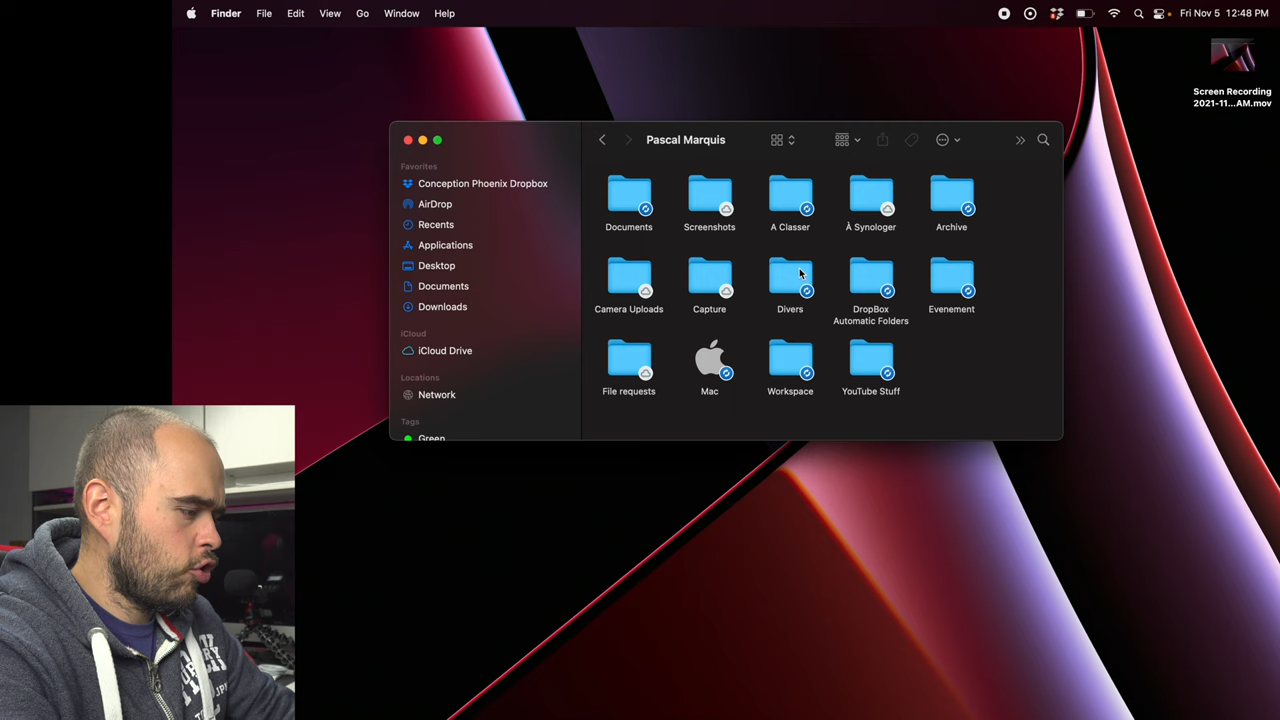 Finder File Edit View Go Window Help
Fri Nov 5 12:48 PM
Screen Recording
2021-11...AM.mov
Pascal Marquis
Favorites
Conception Phoenix Dropbox
AirDrop
Recents
Applications
Desktop
Documents
Downloads
iCloud
iCloud Drive
Locations
Network
Tags
Green
Documents Screenshots A Classer À Synologer Archive
Camera Uploads Capture Divers DropBox Evenement
Automatic Folders
File requests Mac Workspace YouTube Stuff